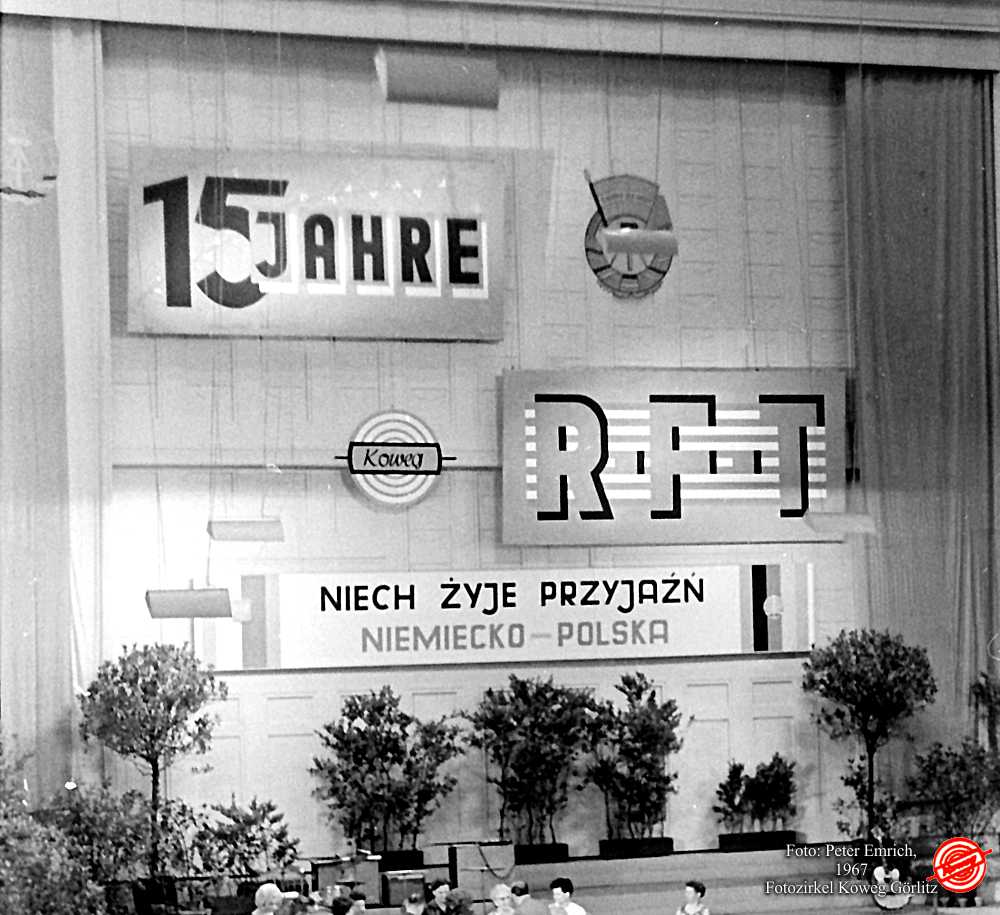 15 JAHRE
Koweg
RFT
NIECH ŻYJE PRZYJAŹŃ
NIEMIECKO-POLSKA
Foto: Peter Emrich,
1967
Fotozirkel Koweg Görlitz